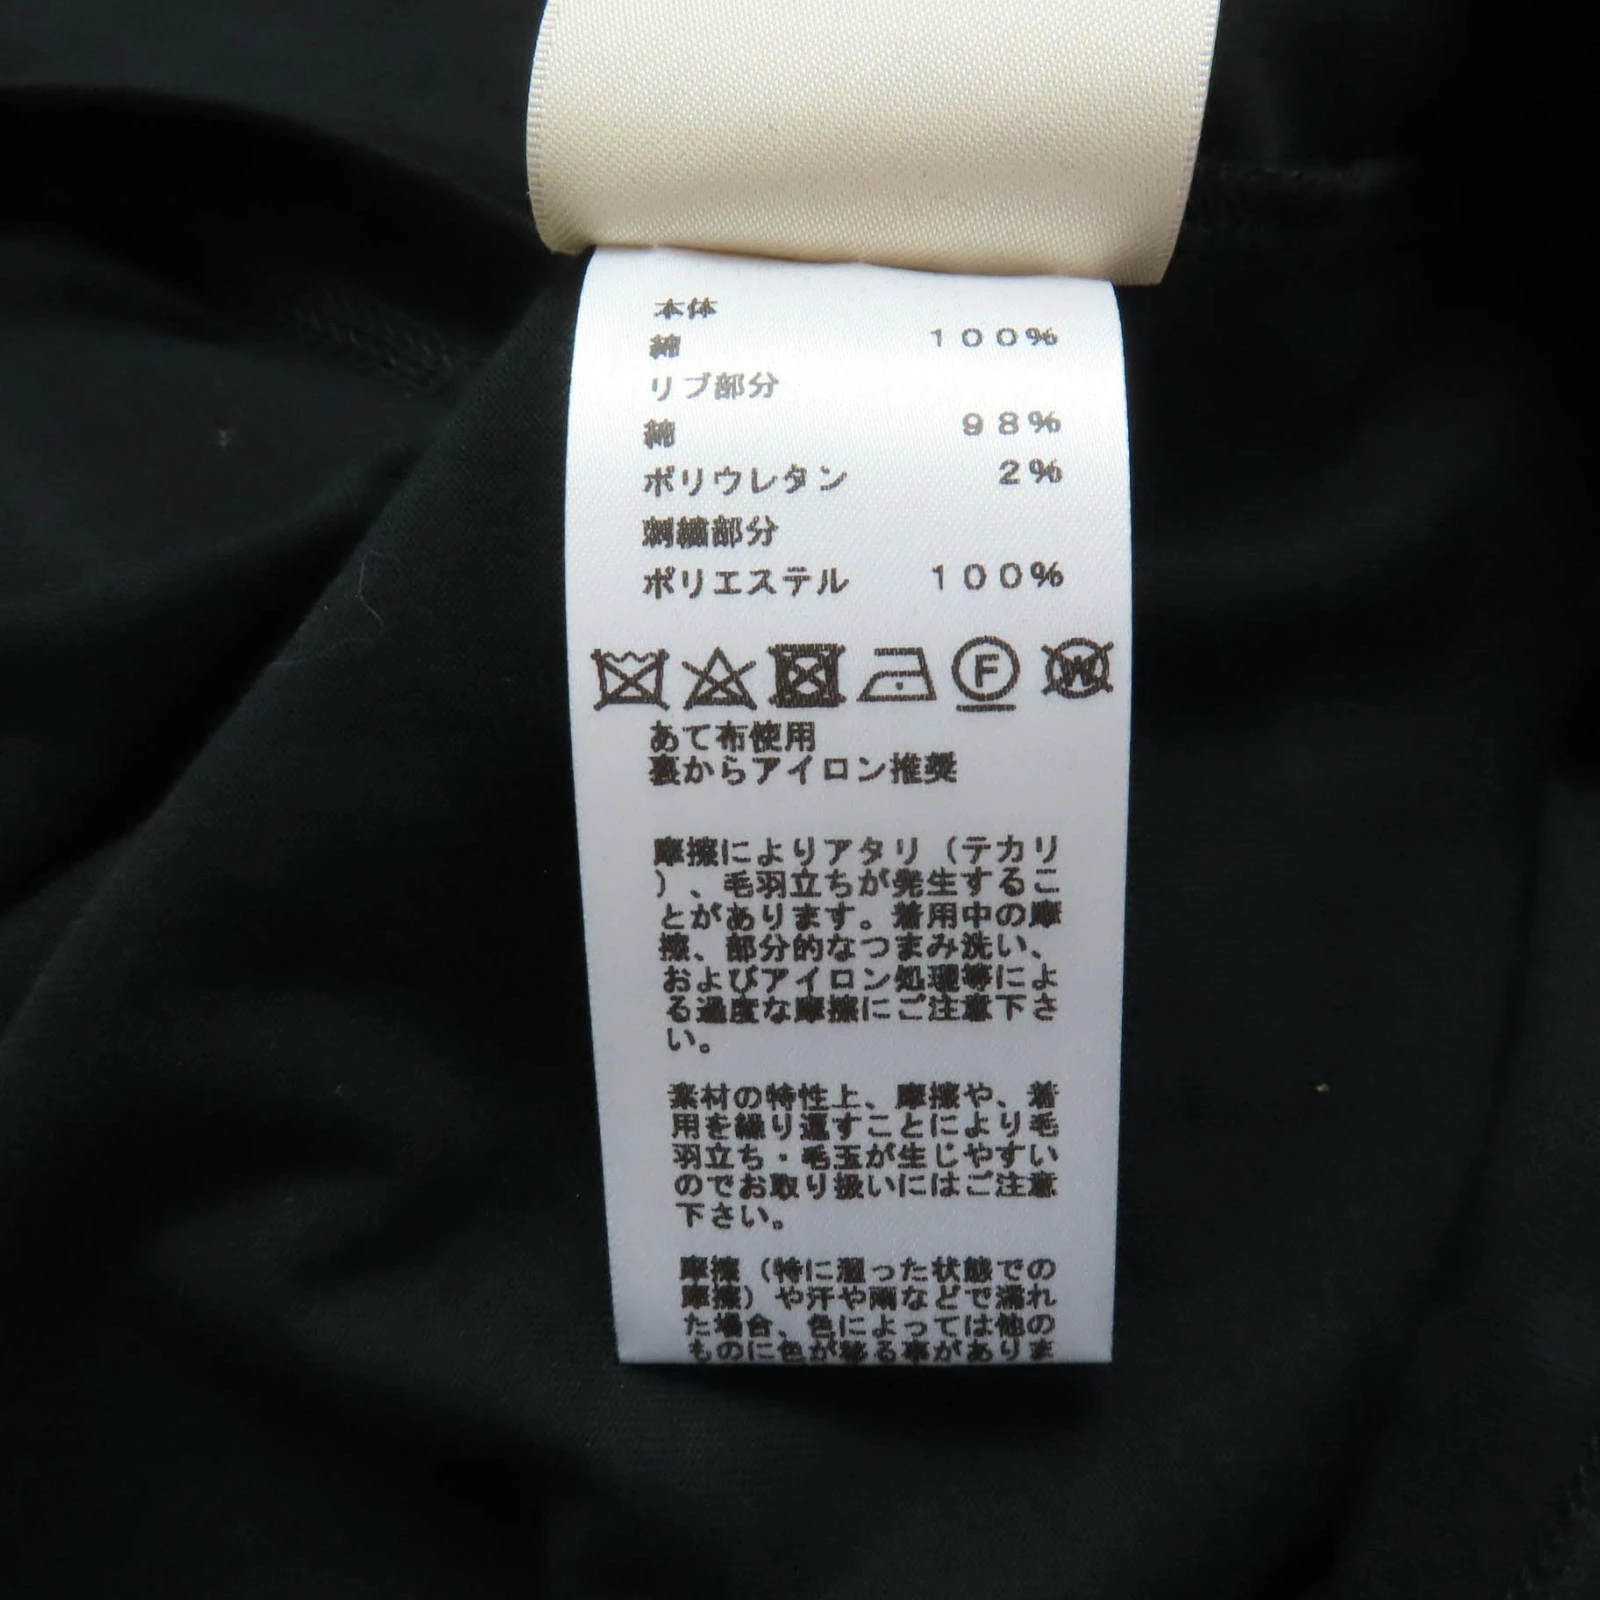 本体
綿 100%
リブ部分
綿 98%
ポリウレタン 2%
刺繍部分
ポリエステル 100%
F W
あて布使用
裏からアイロン推奨
摩擦によりアタリ（テカリ
）、毛羽立ちが発生するこ
とがあります。着用中の摩
擦、部分的なつまみ洗い、
およびアイロン処理等によ
る過度な摩擦にご注意下さ
い。
素材の特性上、摩擦や、着
用を繰り返すことにより毛
羽立ち・毛玉が生じやすい
のでお取り扱いにはご注意
下さい。
摩擦（特に湿った状態での
摩擦）や汗や雨などで濡れ
た場合、色によっては他の
ものに色が移る事がありま